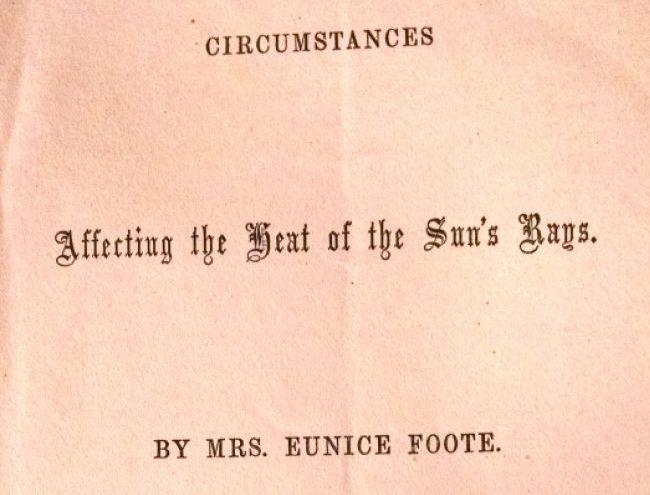 CIRCUMSTANCES
Affecting the Heat of the Sun's Rays.
BY MRS. EUNICE FOOTE.